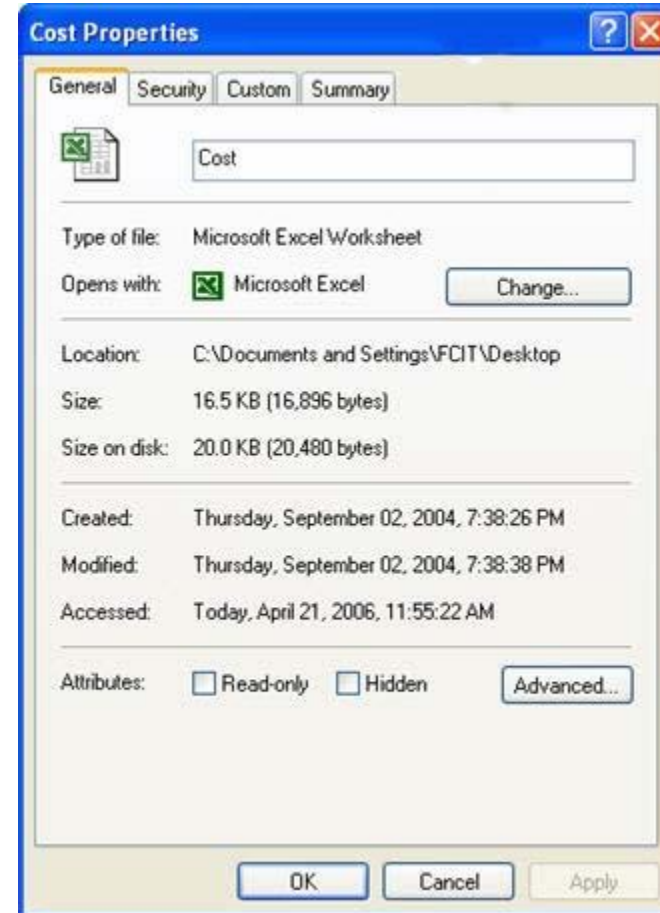 Cost Properties
General Security Custom Summary
Cost
Type of file: Microsoft Excel Worksheet
Opens with: Microsoft Excel Change...
Location: C:\Documents and Settings\FCIT\Desktop
Size: 16.5 KB (16,896 bytes)
Size on disk: 20.0 KB (20,480 bytes)
Created: Thursday, September 02, 2004, 7:38:26 PM
Modified: Thursday, September 02, 2004, 7:38:38 PM
Accessed: Today, April 21, 2006, 11:55:22 AM
Attributes: Read-only Hidden Advanced...
OK Cancel Apply